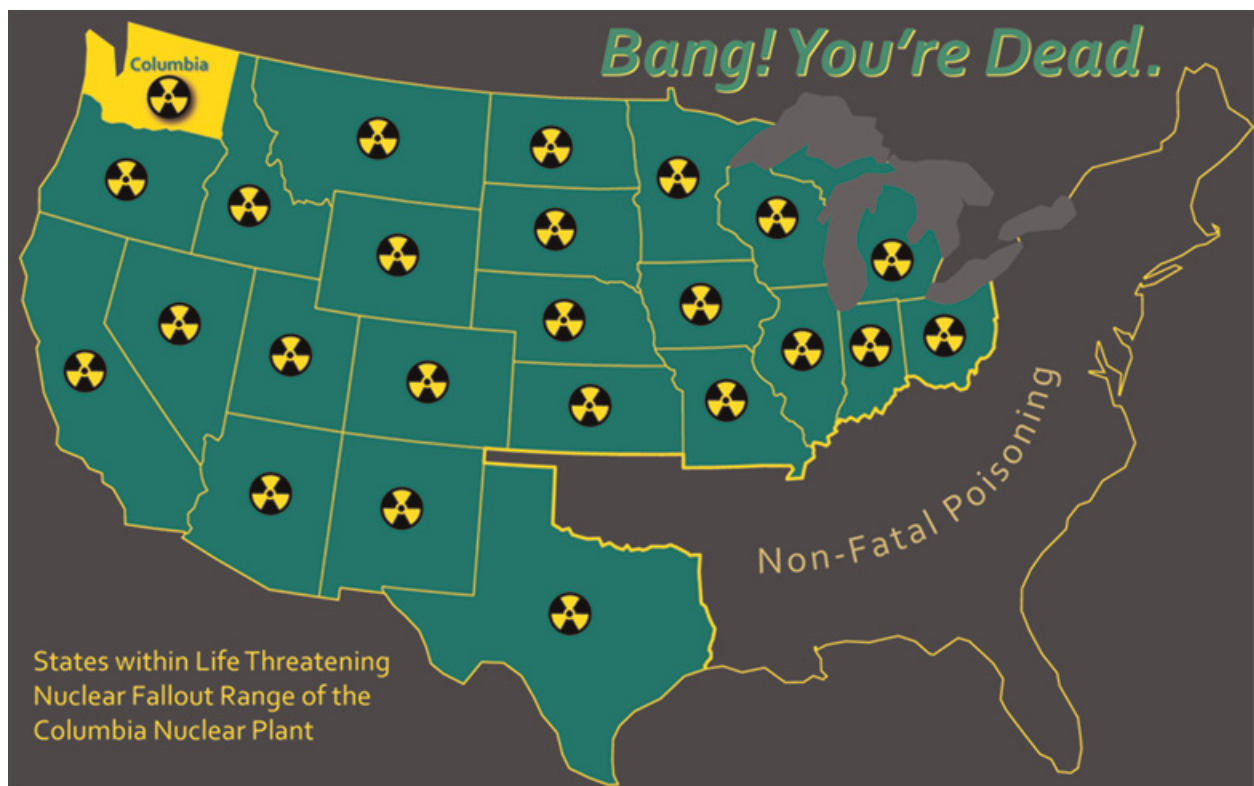 Bang! You're Dead.
Columbia
Non-Fatal Poisoning
States within Life Threatening
Nuclear Fallout Range of the
Columbia Nuclear Plant